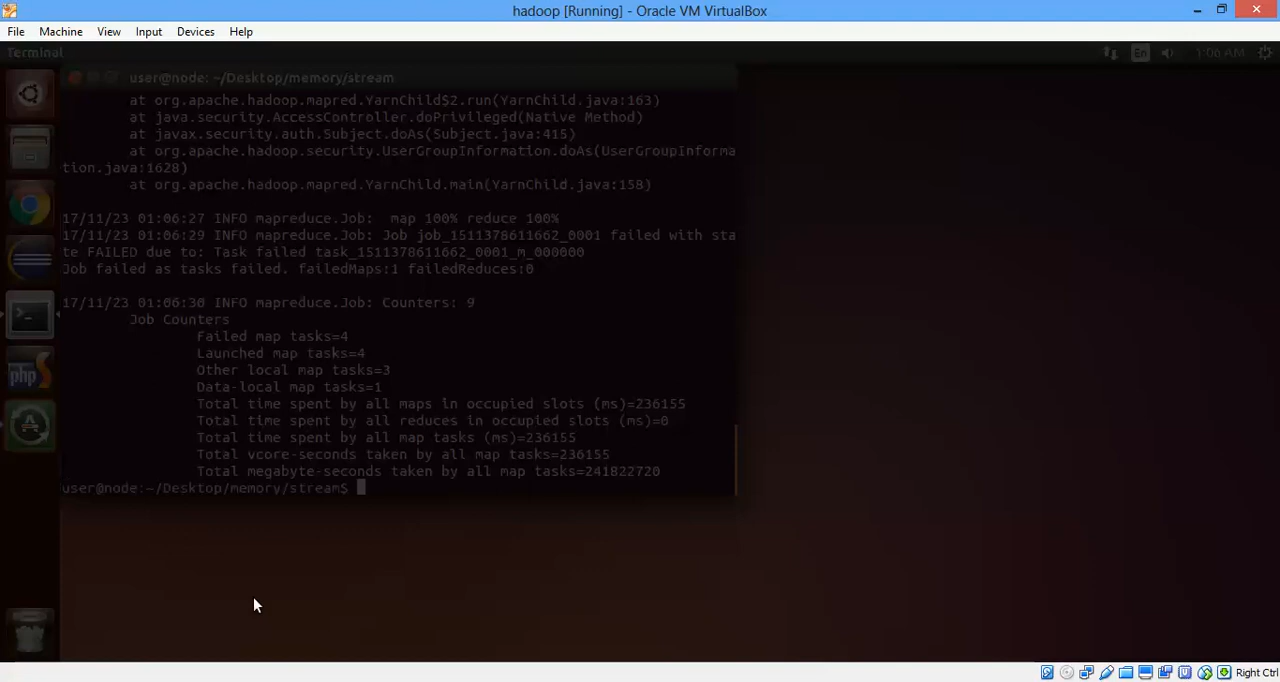 hadoop [Running] - Oracle VM VirtualBox
File Machine View Input Devices Help
Terminal En 1:06 AM
user@node: ~/Desktop/memory/stream
at org.apache.hadoop.mapred.YarnChild$2.run(YarnChild.java:163)
at java.security.AccessController.doPrivileged(Native Method)
at javax.security.auth.Subject.doAs(Subject.java:415)
at org.apache.hadoop.security.UserGroupInformation.doAs(UserGroupInforma
tion.java:1628)
at org.apache.hadoop.mapred.YarnChild.main(YarnChild.java:158)
17/11/23 01:06:27 INFO mapreduce.Job:  map 100% reduce 100%
17/11/23 01:06:29 INFO mapreduce.Job: Job job_1511378611662_0001 failed with sta
te FAILED due to: Task failed task_1511378611662_0001_m_000000
Job failed as tasks failed. failedMaps:1 failedReduces:0
17/11/23 01:06:30 INFO mapreduce.Job: Counters: 9
Job Counters
Failed map tasks=4
Launched map tasks=4
Other local map tasks=3
Data-local map tasks=1
Total time spent by all maps in occupied slots (ms)=236155
Total time spent by all reduces in occupied slots (ms)=0
Total time spent by all map tasks (ms)=236155
Total vcore-seconds taken by all map tasks=236155
Total megabyte-seconds taken by all map tasks=241822720
user@node:~/Desktop/memory/stream$
php
Right Ctrl